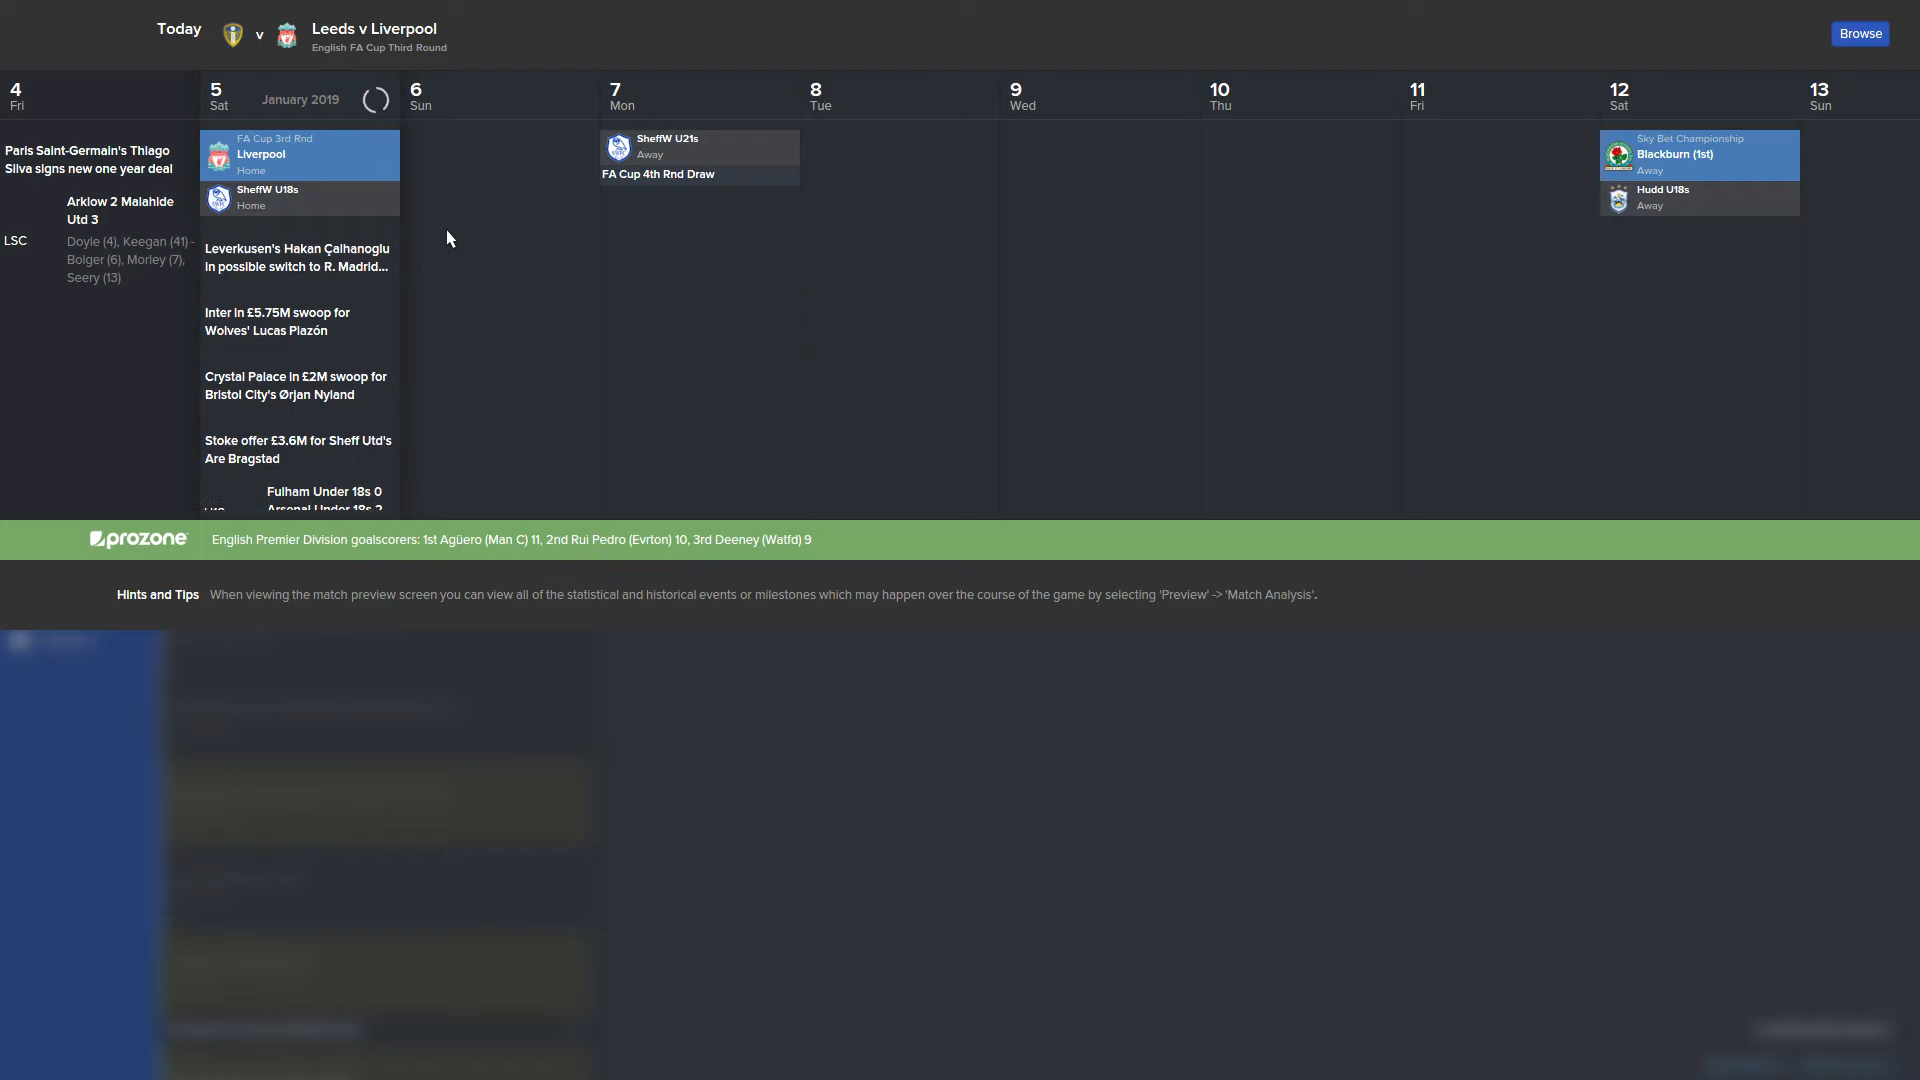 Today
v
Leeds v Liverpool
English FA Cup Third Round
Browse
4
Fri
5
Sat
January 2019
6
Sun
7
Mon
8
Tue
9
Wed
10
Thu
11
Fri
12
Sat
13
Sun
Paris Saint-Germain's Thiago
Silva signs new one year deal
Arklow 2 Malahide
Utd 3
LSC
Doyle (4), Keegan (41) -
Bolger (6), Morley (7),
Seery (13)
FA Cup 3rd Rnd
Liverpool
Home
SheffW U18s
Home
Leverkusen's Hakan Çalhanoglu
in possible switch to R. Madrid...
Inter in £5.75M swoop for
Wolves' Lucas Piazón
Crystal Palace in £2M swoop for
Bristol City's Ørjan Nyland
Stoke offer £3.6M for Sheff Utd's
Are Bragstad
Fulham Under 18s 0
Arsenal Under 18s 2
SheffW U21s
Away
FA Cup 4th Rnd Draw
Sky Bet Championship
Blackburn (1st)
Away
Hudd U18s
Away
prozone
English Premier Division goalscorers: 1st Agüero (Man C) 11, 2nd Rui Pedro (Evrton) 10, 3rd Deeney (Watfd) 9
Hints and Tips
When viewing the match preview screen you can view all of the statistical and historical events or milestones which may happen over the course of the game by selecting 'Preview' -> 'Match Analysis'.